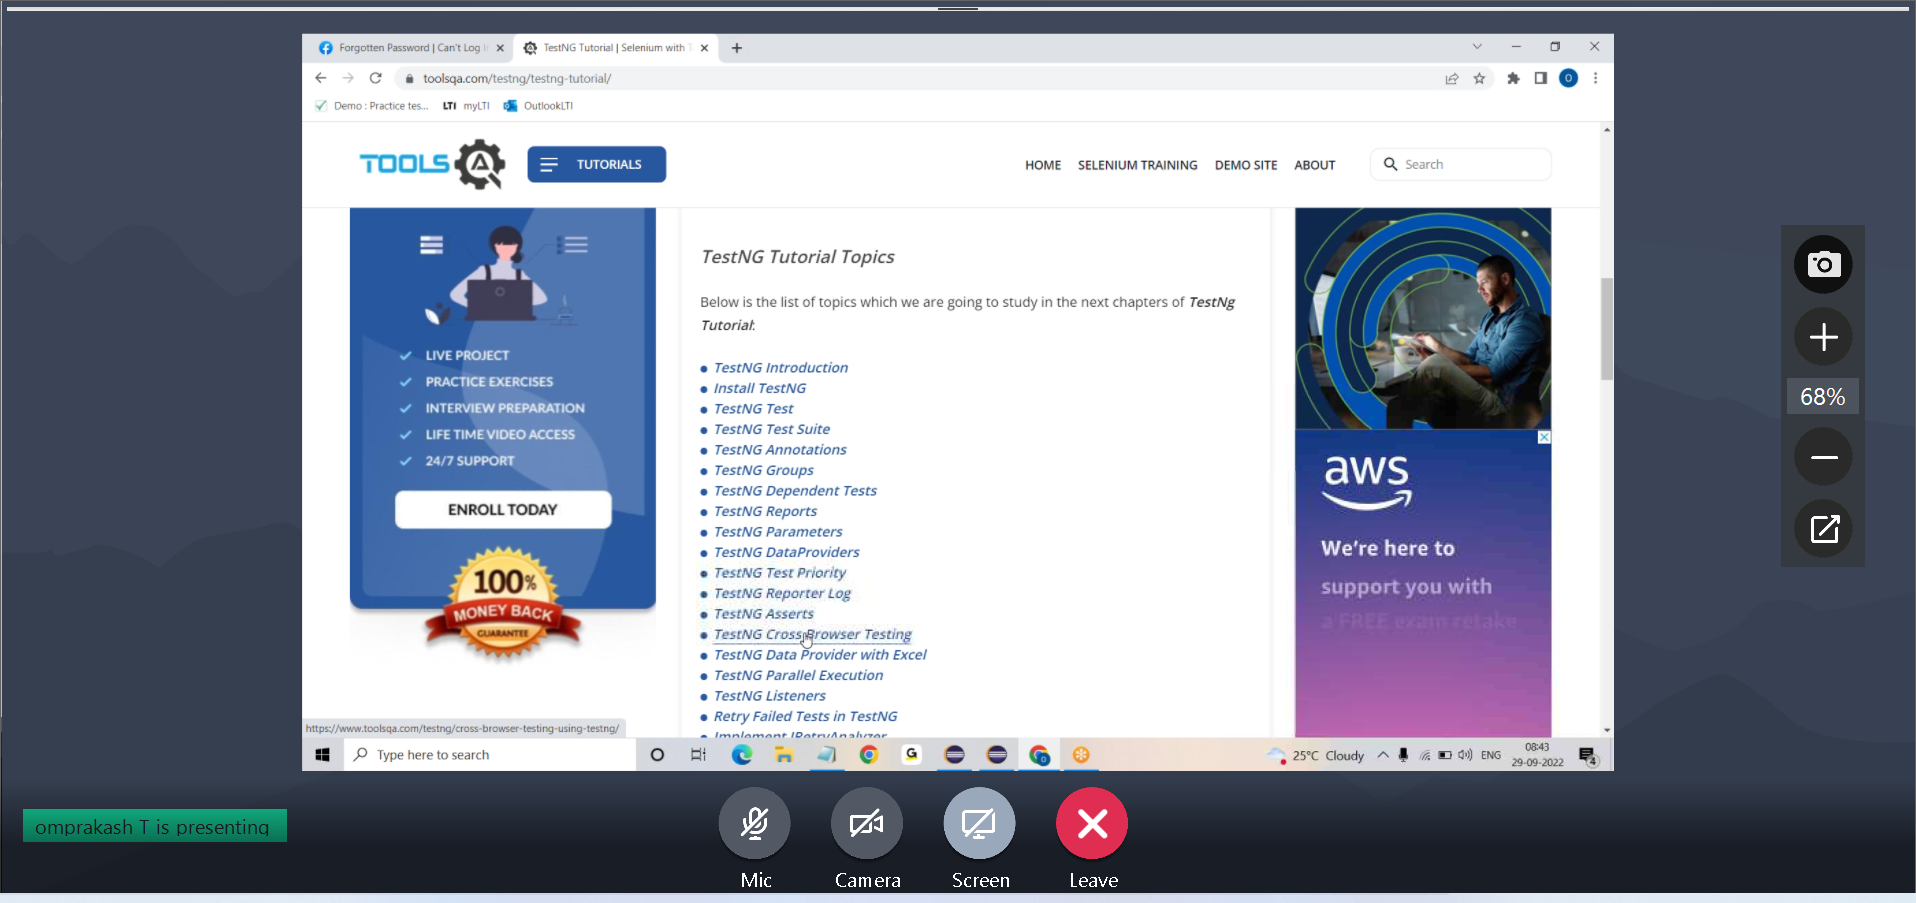 Forgotten Password | Can't Log I
TestNG Tutorial | Selenium with T
toolsqa.com/testng/testng-tutorial/
O
Demo : Practice tes...
LTI myLTI
OutlookLTI
TOOLS
TUTORIALS
HOME
SELENIUM TRAINING
DEMO SITE
ABOUT
Search
LIVE PROJECT
PRACTICE EXERCISES
INTERVIEW PREPARATION
LIFE TIME VIDEO ACCESS
24/7 SUPPORT
ENROLL TODAY
100%
MONEY BACK
GUARANTEE
TestNG Tutorial Topics
Below is the list of topics which we are going to study in the next chapters of TestNg
Tutorial:
TestNG Introduction
Install TestNG
TestNG Test
TestNG Test Suite
TestNG Annotations
TestNG Groups
TestNG Dependent Tests
TestNG Reports
TestNG Parameters
TestNG DataProviders
TestNG Test Priority
TestNG Reporter Log
TestNG Asserts
TestNG Cross Browser Testing
TestNG Data Provider with Excel
TestNG Parallel Execution
TestNG Listeners
Retry Failed Tests in TestNG
Implement IRetryAnalyzer
aws
We're here to
support you with
a FREE exam retake
68%
https://www.toolsqa.com/testng/cross-browser-testing-using-testng/
Type here to search
G
25°C Cloudy
ENG
08:43
29-09-2022
4
omprakash T is presenting
Mic
Camera
Screen
Leave